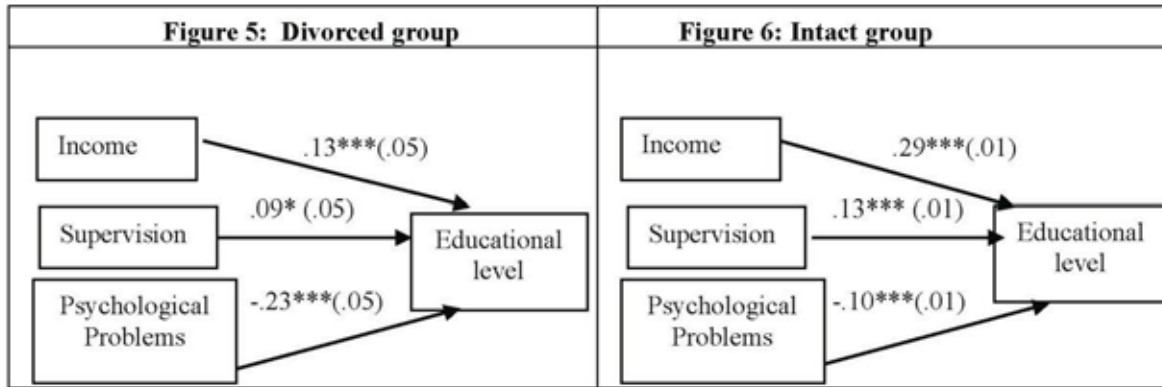 Figure 5:  Divorced group
Income
.13***(.05)
.09* (.05)
Supervision
Educational
level
Psychological
Problems
-.23***(.05)
Figure 6: Intact group
Income
.29***(.01)
.13*** (.01)
Supervision
Educational
level
Psychological
Problems
-.10***(.01)